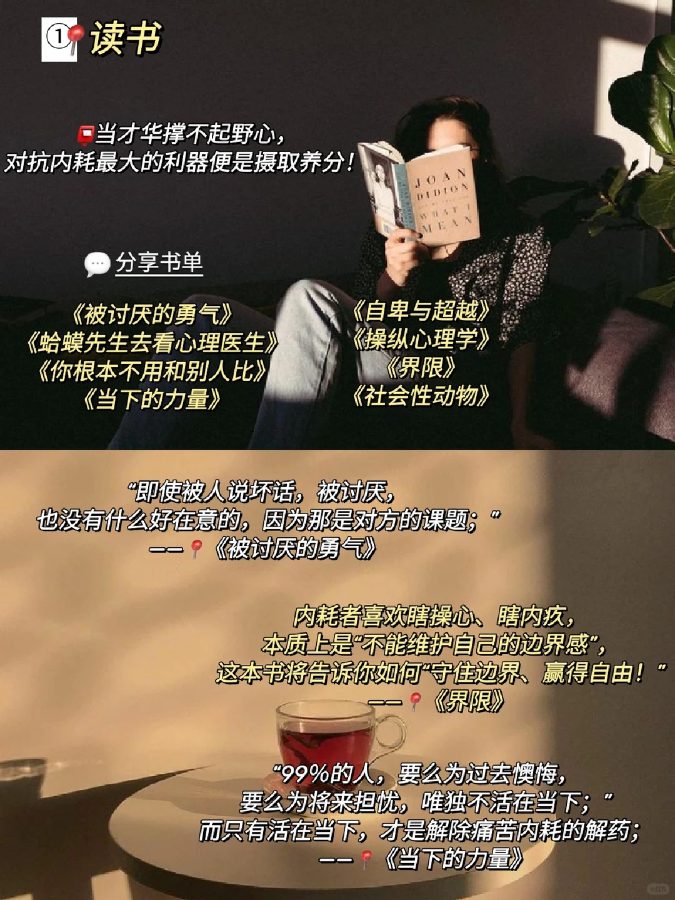 ① 读书
当才华撑不起野心，
对抗内耗最大的利器便是摄取养分！
JOAN
DIDION
WHAT I
MEAN
分享书单
《被讨厌的勇气》
《蛤蟆先生去看心理医生》
《你根本不用和别人比》
《当下的力量》
《自卑与超越》
《操纵心理学》
《界限》
《社会性动物》
“即使被人说坏话，被讨厌，
也没有什么好在意的，因为那是对方的课题；”
——《被讨厌的勇气》
内耗者喜欢瞎操心、瞎内疚，
本质上是“不能维护自己的边界感”，
这本书将告诉你如何“守住边界、赢得自由！”
——《界限》
“99%的人，要么为过去懊悔，
要么为将来担忧，唯独不活在当下；”
而只有活在当下，才是解除痛苦内耗的解药；
——《当下的力量》